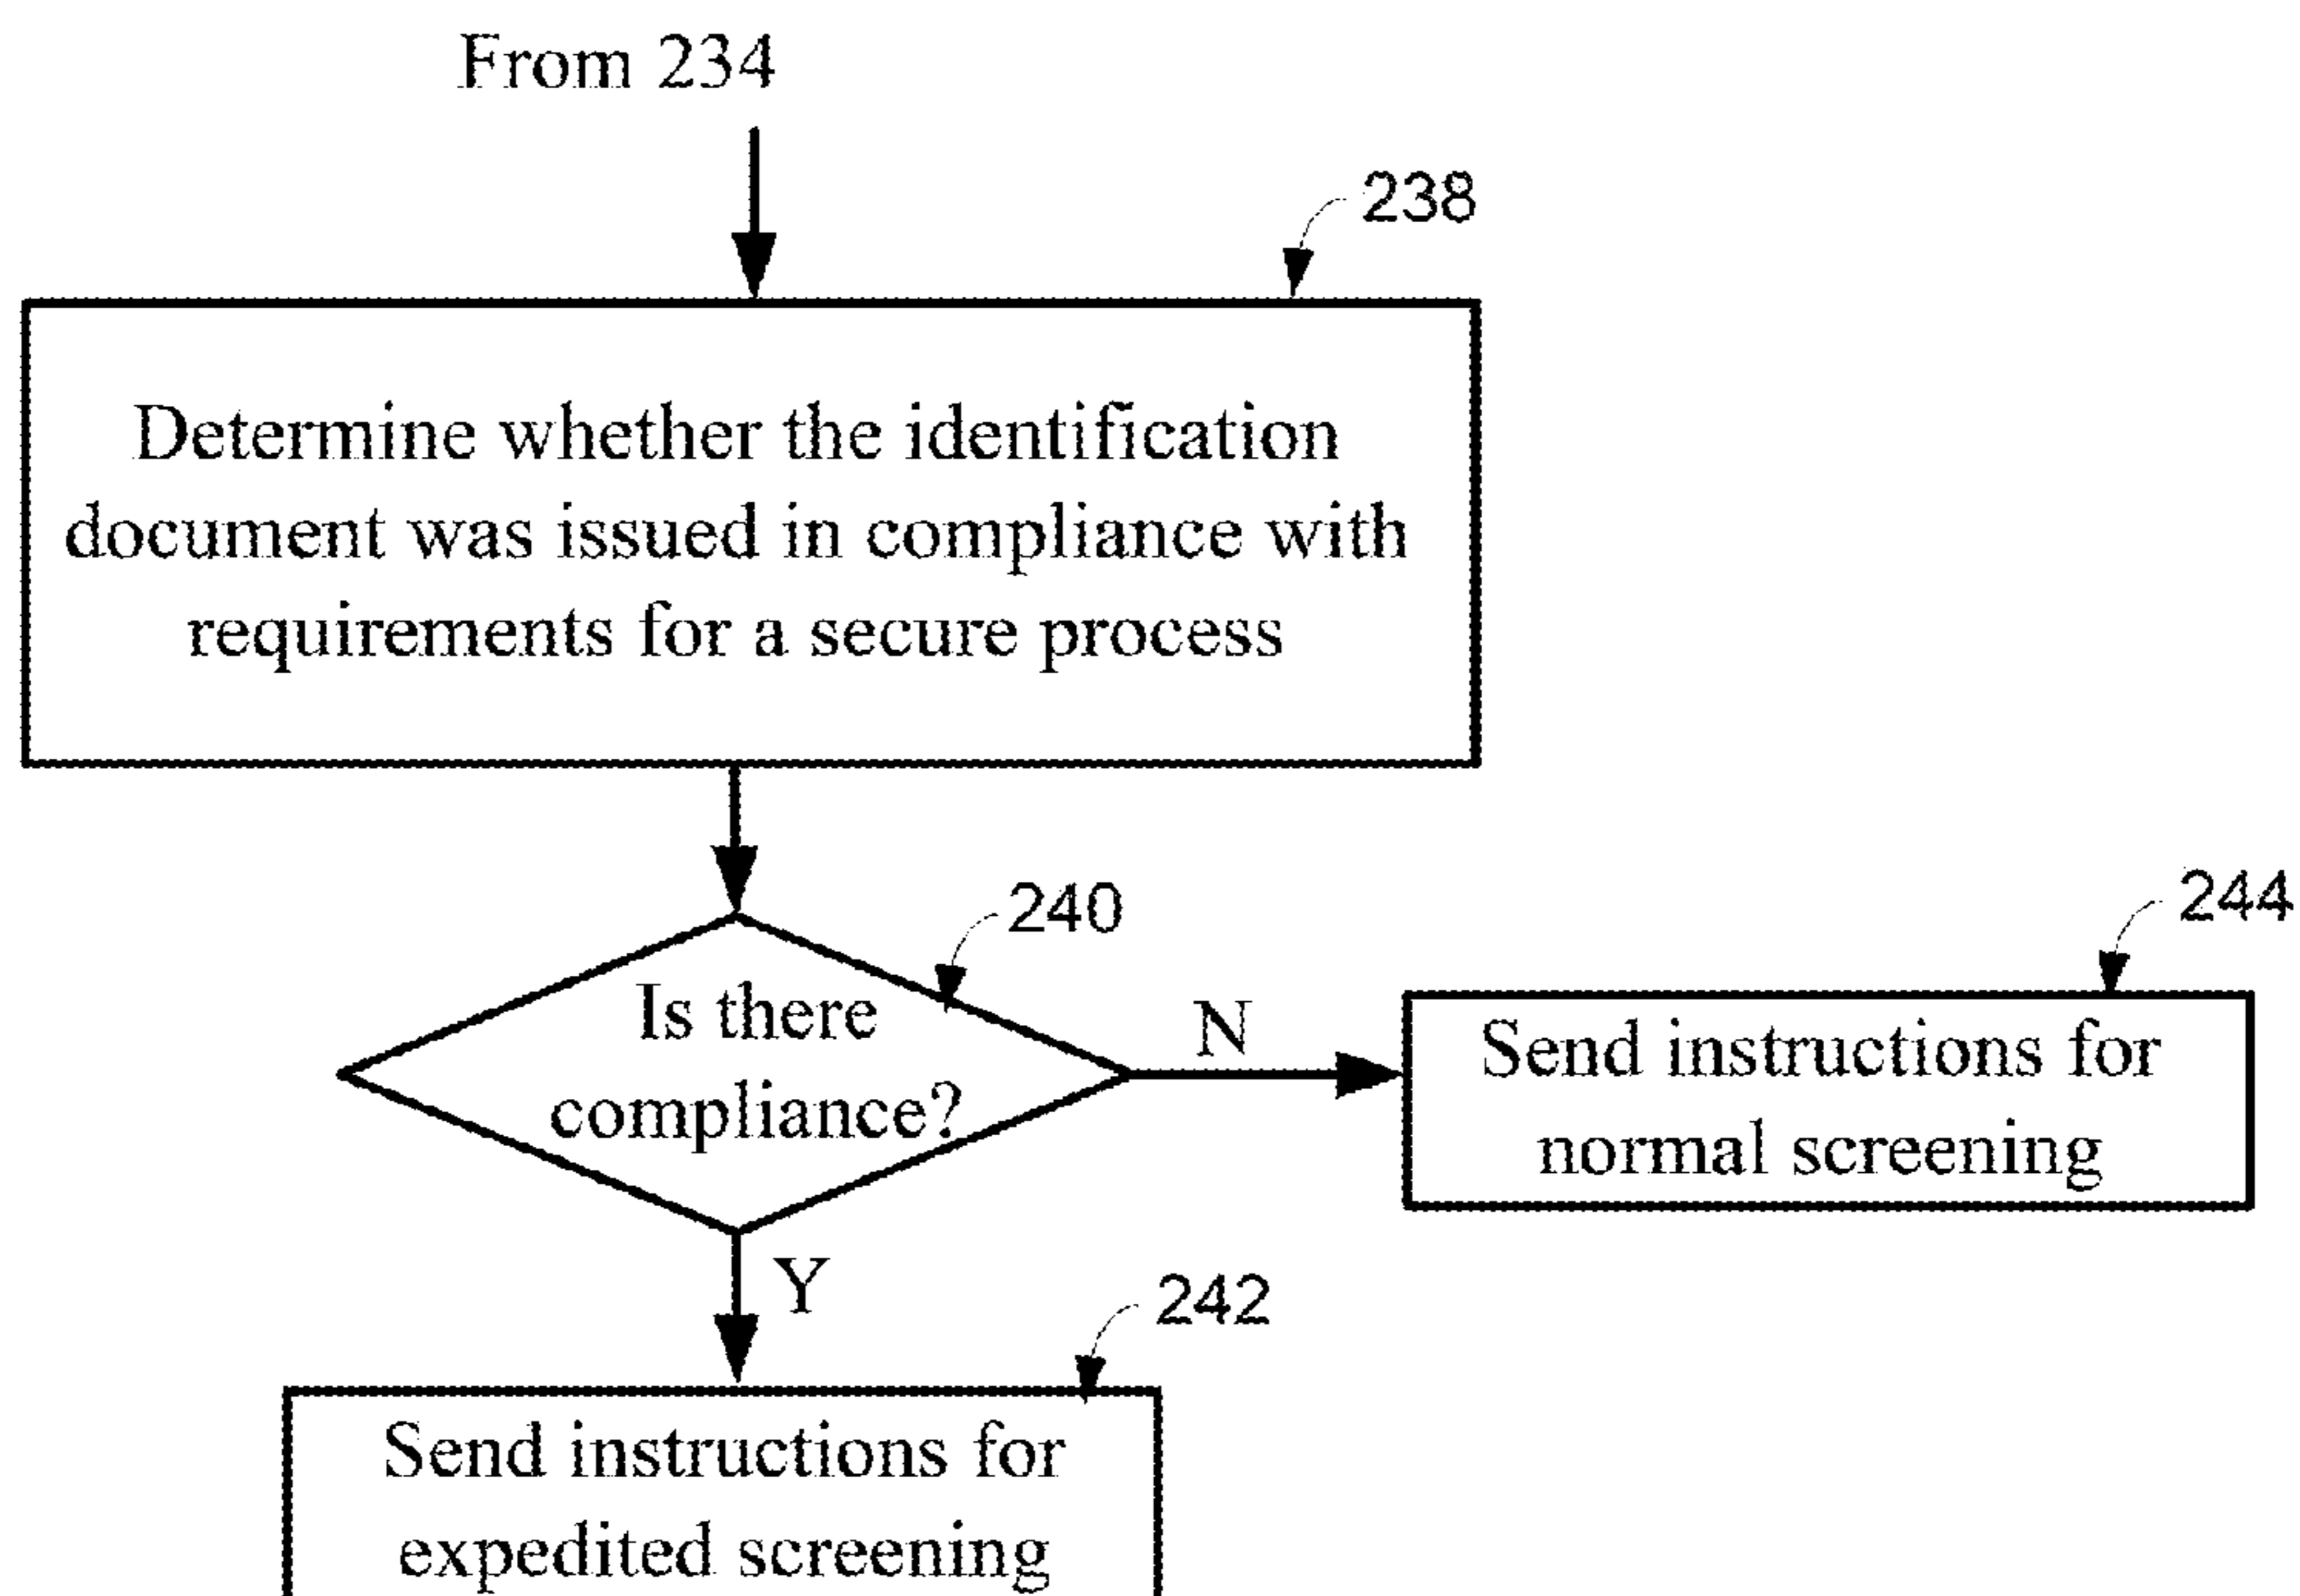 From 234
238
Determine whether the identification
document was issued in compliance with
requirements for a secure process
240
244
Is there
compliance?
N
Send instructions for
normal screening
Y
242
Send instructions for
expedited screening